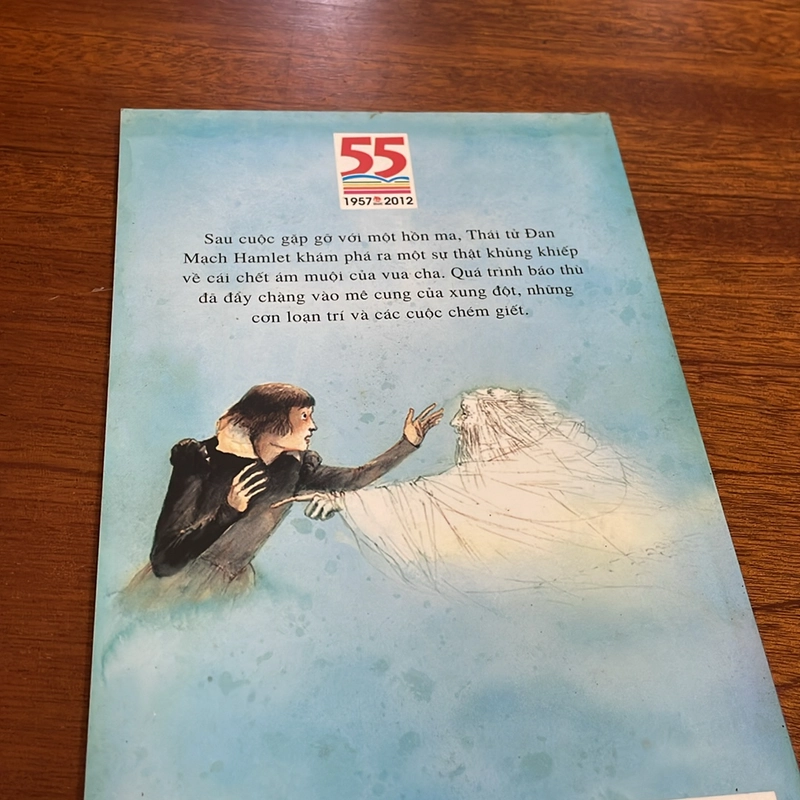 55
1957 2012
Sau cuộc gặp gỡ với một hồn ma, Thái tử Đan
Mạch Hamlet khám phá ra một sự thật khủng khiếp
về cái chết ám muội của vua cha. Quá trình báo thù
đã đẩy chàng vào mê cung của xung đột, những
cơn loạn trí và các cuộc chém giết.